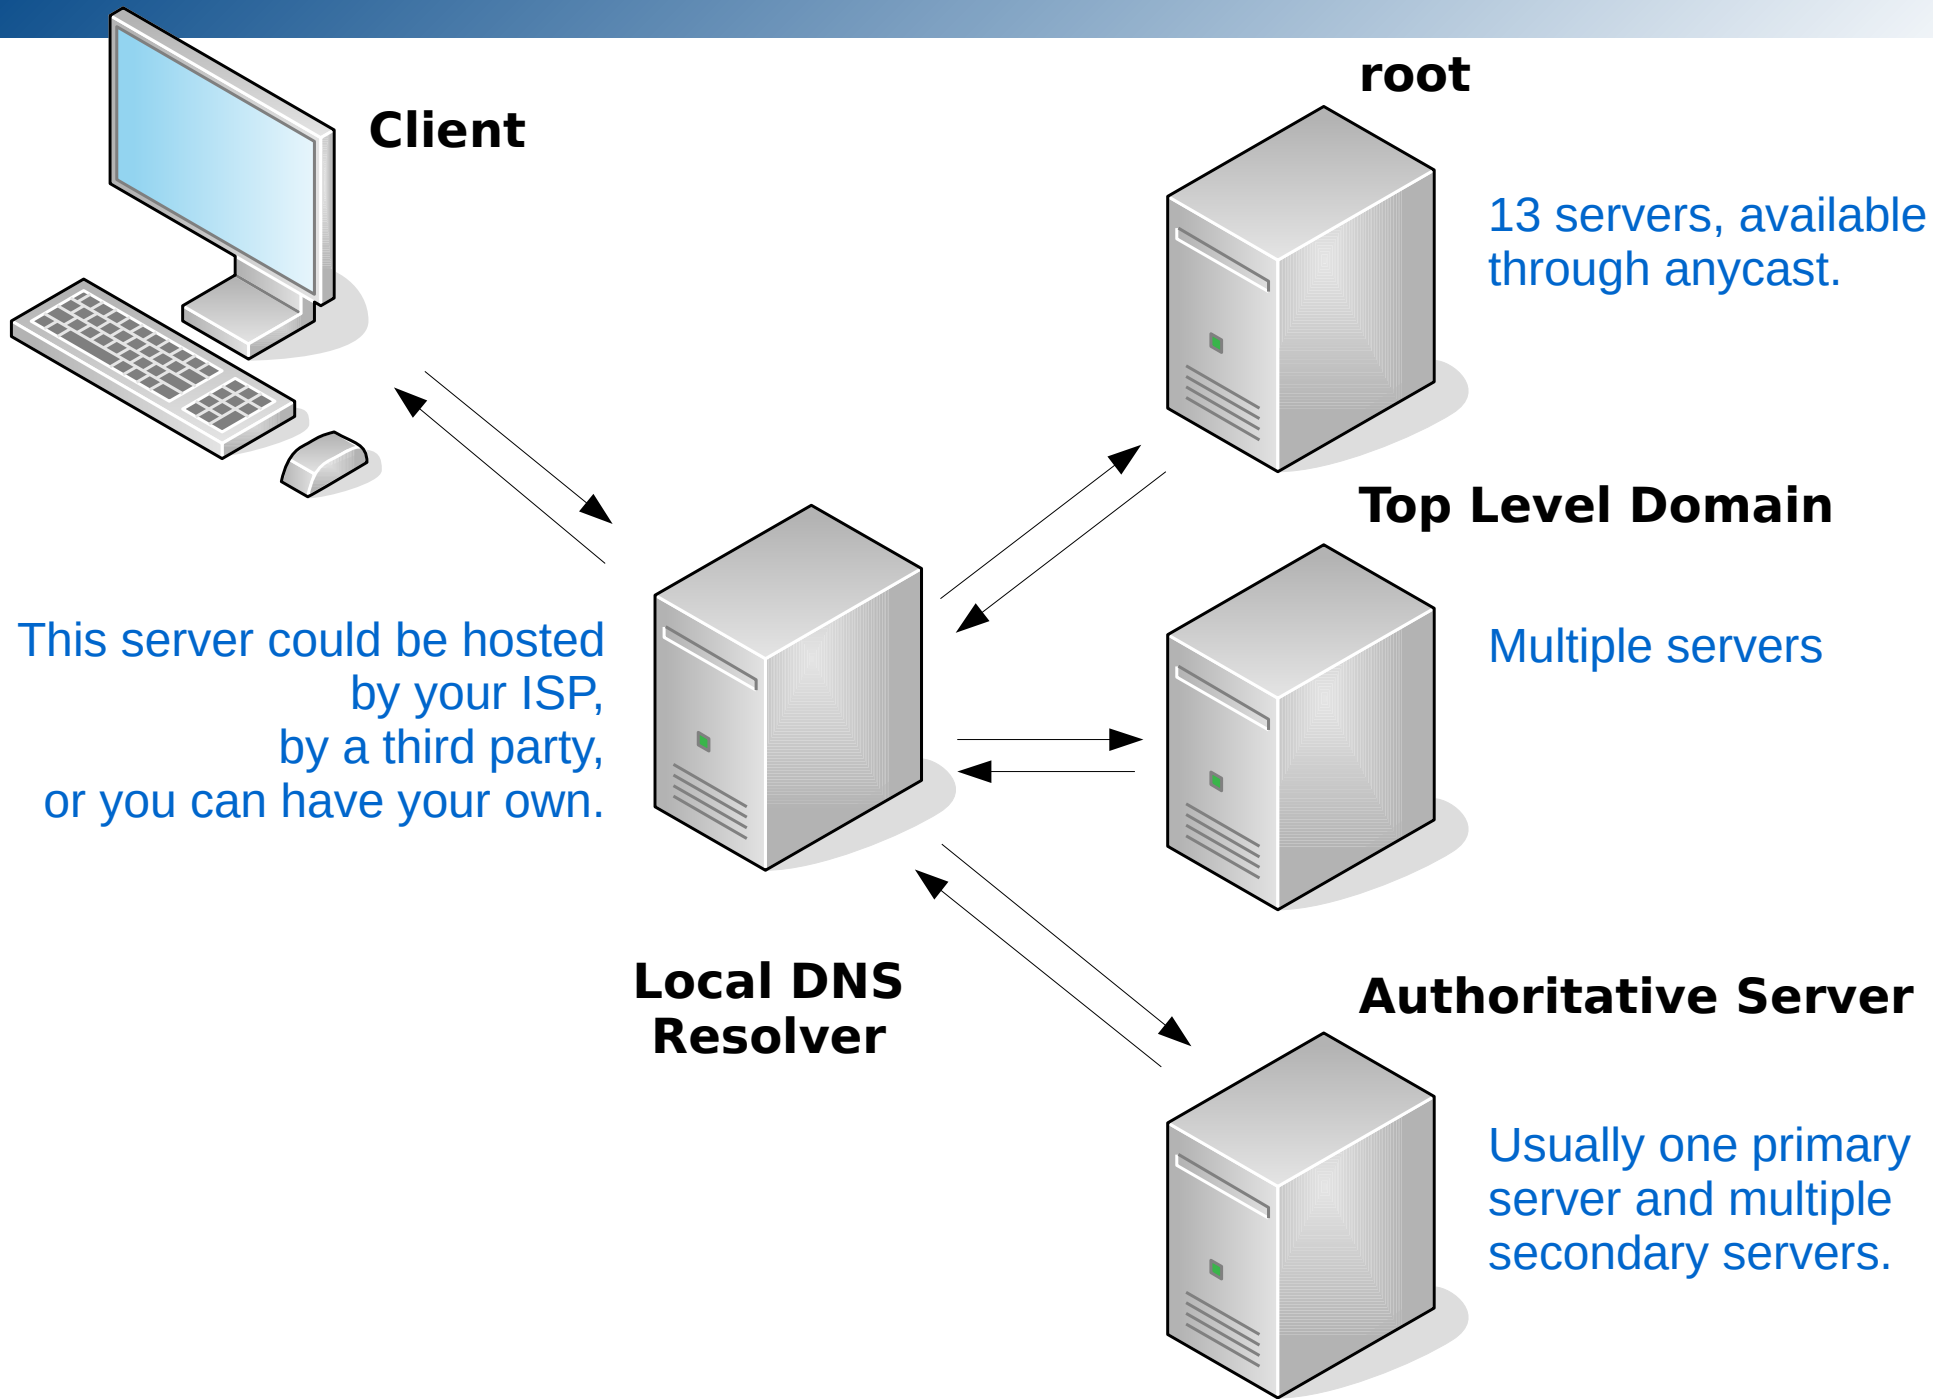 root
Client
13 servers, available
through anycast.
Top Level Domain
This server could be hosted
by your ISP,
by a third party,
or you can have your own.
Multiple servers
Local DNS
Resolver
Authoritative Server
Usually one primary
server and multiple
secondary servers.